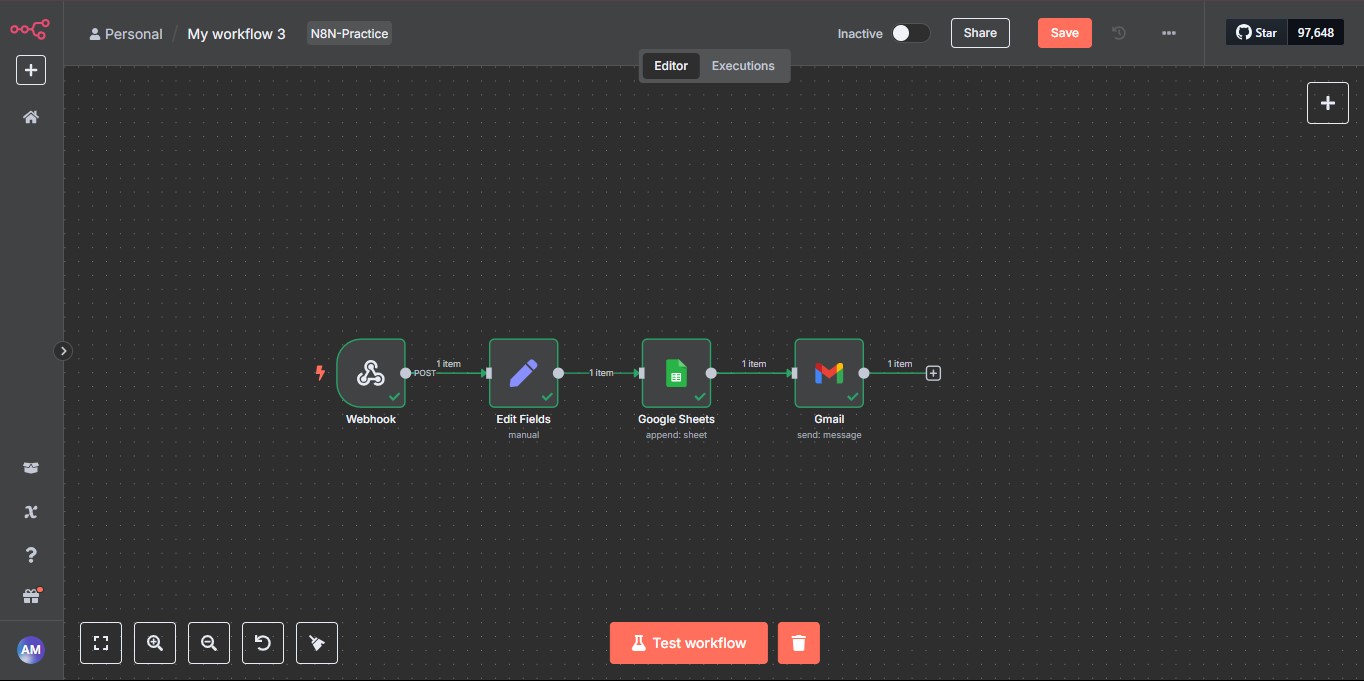 Personal / My workflow 3 N8N-Practice
Inactive
Share
Save
Star 97,648
Editor Executions
POST
1 item
1 item
1 item
1 item
Webhook
Edit Fields
manual
Google Sheets
append: sheet
Gmail
send: message
?
AM
Test workflow